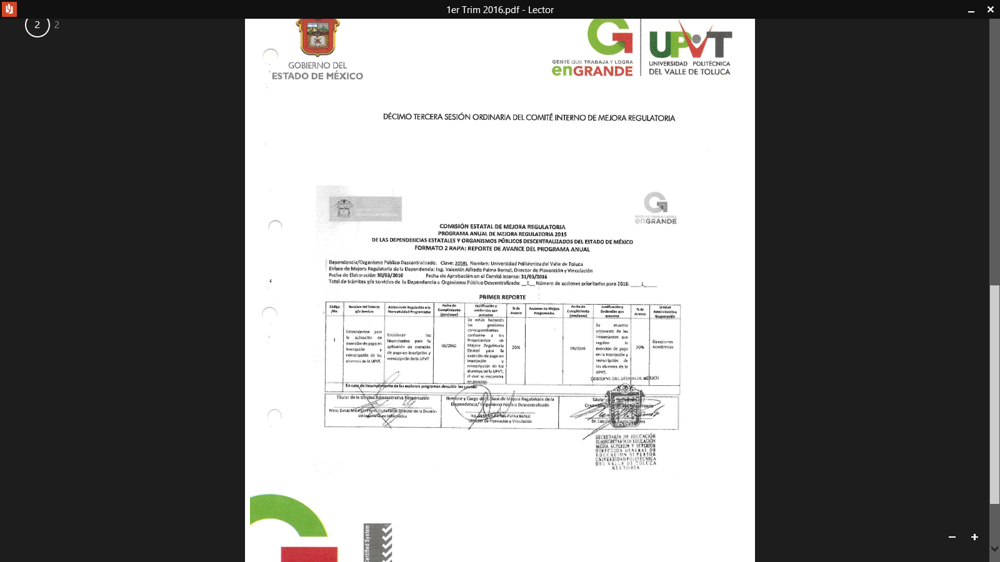 1er Trim 2016.pdf - Lector
2 2
GOBIERNO DEL
ESTADO DE MÉXICO
GENTE QUE TRABAJA Y LOGRA
enGRANDE
UPVT
UNIVERSIDAD POLITÉCNICA
DEL VALLE DE TOLUCA
DÉCIMO TERCERA SESIÓN ORDINARIA DEL COMITÉ INTERNO DE MEJORA REGULATORIA
ESTADO DE MÉXICO
enGRANDE
COMISIÓN ESTATAL DE MEJORA REGULATORIA
PROGRAMA ANUAL DE MEJORA REGULATORIA 2015
DE LAS DEPENDENCIAS ESTATALES Y ORGANISMOS PÚBLICOS DESCENTRALIZADOS DEL ESTADO DE MÉXICO
FORMATO 2 RAPA: REPORTE DE AVANCE DEL PROGRAMA ANUAL
Dependencia/Organismo Público Descentralizado: Clave: 205BL Nombre: Universidad Politécnica del Valle de Toluca
Enlace de Mejora Regulatoria de la Dependencia: Ing. Valentín Alfredo Palma Bernal, Director de Planeación y Vinculación
Fecha de Elaboración: 30/03/2016 Fecha de Aprobación en el Comité Interno: 31/03/2016
Total de trámites y/o servicios de la Dependencia u Organismo Público Descentralizado: __1__ Número de acciones prioritarias para 2016: ____1_____
PRIMER REPORTE
Código /No.
Nombre del Trámite y/o Servicio
Acciones de Regulación a la Normatividad Programadas
Fecha de Cumplimiento (mm/aaaa)
Justificación y evidencias que presenta
% de Avance
Acciones de Mejora Programadas
Fecha de Cumplimiento (mm/aaaa)
Justificación y Evidencias que presenta
% de Avance
Unidad Administrativa Responsable
1
Lineamientos para la aplicación de exención de pago en inscripción y reinscripción de los alumnos de la UPVT.
Establecer los lineamientos para la aplicación de exención de pago en inscripción y reinscripción de la UPVT
06/2016
Se están haciendo las gestiones correspondientes conforme a los lineamientos de Mejora Regulatoria Estatal para la exención de pago en inscripción y reinscripción de los alumnos de la UPVT, el cual se encuentra en proceso.
20%
06/2016
Se muestra propuesta de los lineamientos que regulan la exención de pago en la inscripción y reinscripción de los alumnos de la UPVT.
20%
Direcciones Académicas
GOBIERNO DEL ESTADO DE MÉXICO
En caso de incumplimiento de las acciones programas describir las causas:
Titular de la Unidad Administrativa Responsable
Director de la División
de Ingeniería en Informática
Nombre y Cargo del Enlace de Mejora Regulatoria de la
Dependencia/ Organismo Público Descentralizado
Ing. Valentín Alfredo Palma Bernal
Director de Planeación y Vinculación
Titular
Dr. Luis Carlos
SECRETARÍA DE EDUCACIÓN
SUBSECRETARÍA DE EDUCACIÓN
MEDIA SUPERIOR Y SUPERIOR
DIRECCIÓN GENERAL DE
EDUCACIÓN SUPERIOR
UNIVERSIDAD POLITÉCNICA
DEL VALLE DE TOLUCA
RECTORÍA
Certified System